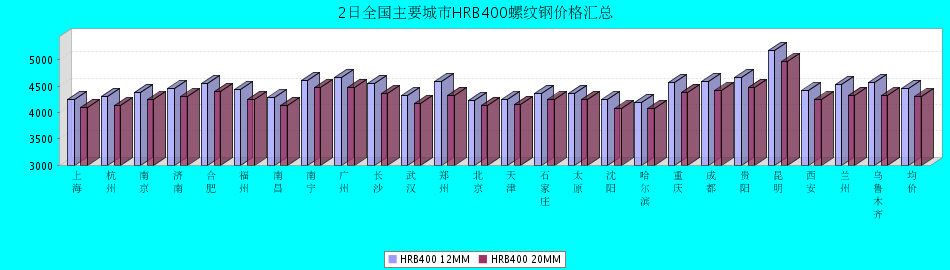 2日全国主要城市HRB400螺纹钢价格汇总
5000
4500
4000
3500
3000
上海 杭州 南京 济南 合肥 福州 南昌 南宁 广州 长沙 武汉 郑州 北京 天津 石家庄 太原 沈阳 哈尔滨 重庆 成都 贵阳 昆明 西安 兰州 乌鲁木齐 均价
HRB400 12MM HRB400 20MM